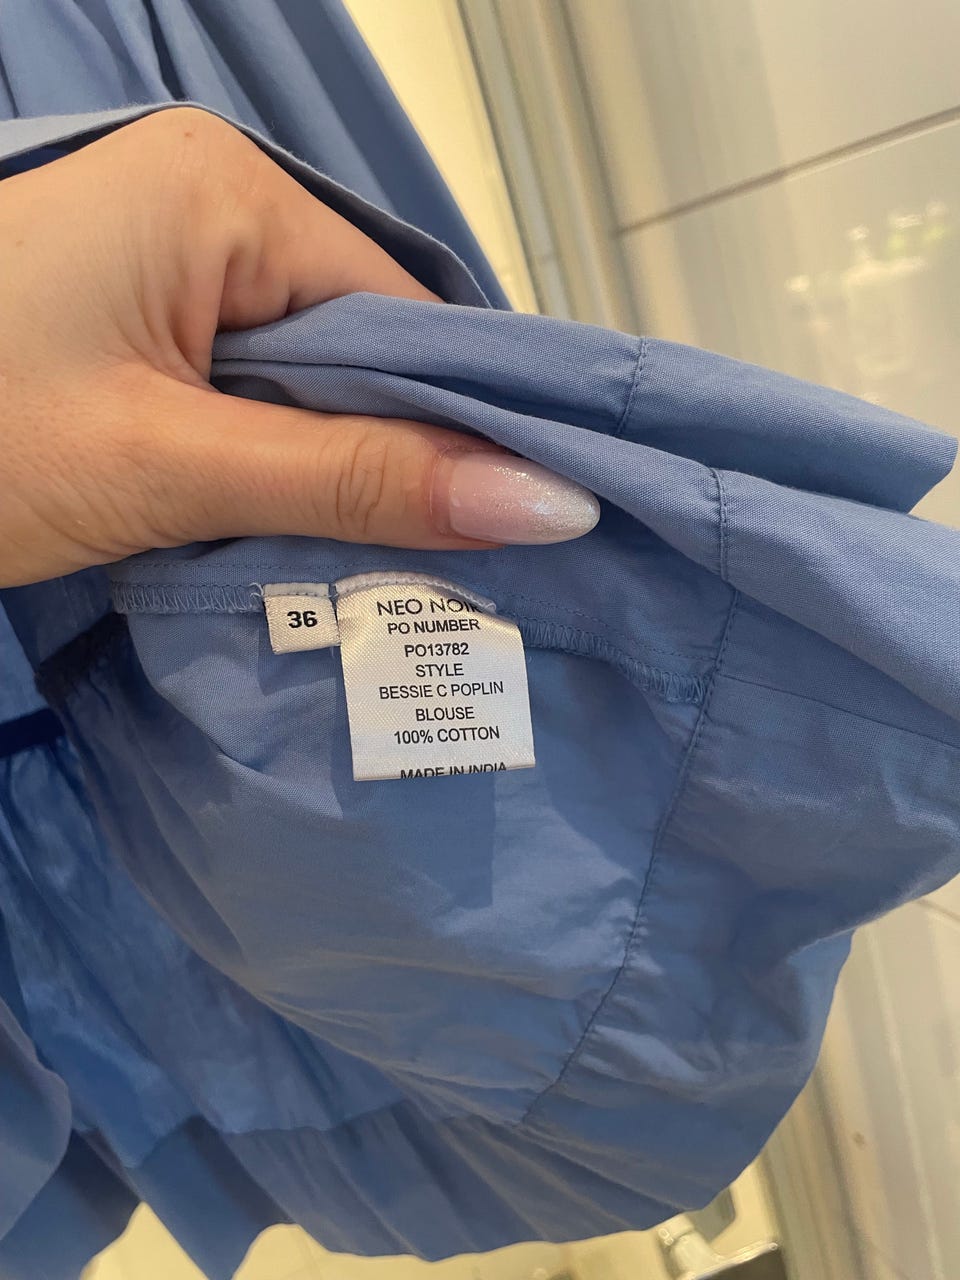 36
NEO NOIR
PO NUMBER
PO13782
STYLE
BESSIE C POPLIN
BLOUSE
100% COTTON
MADE IN INDIA